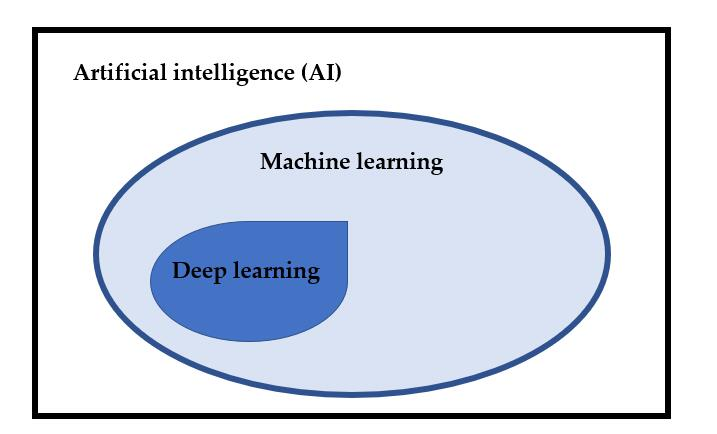 Artificial intelligence (AI)
Machine learning
Deep learning